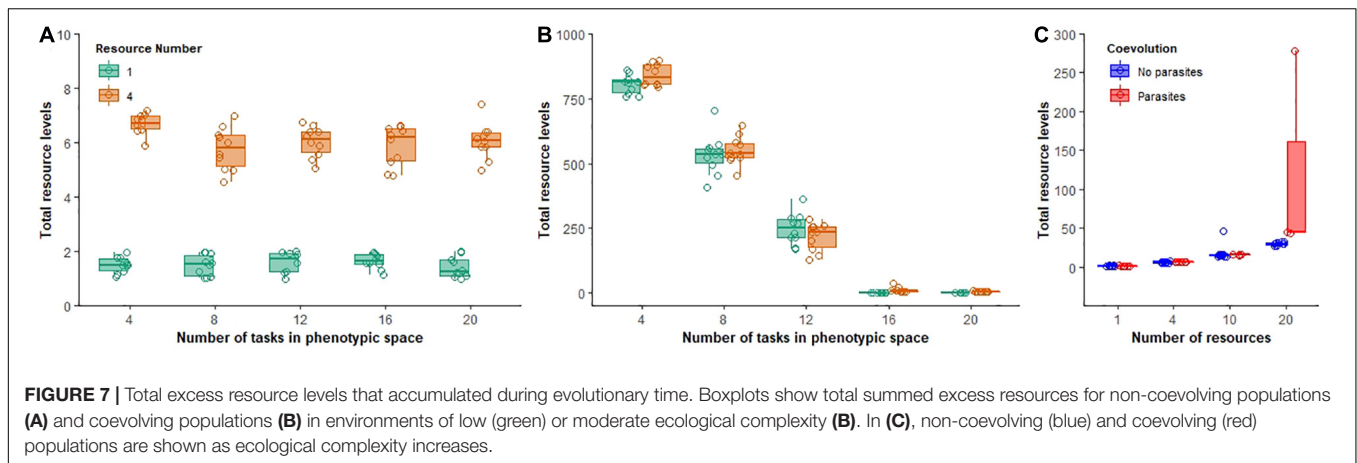 A
Resource Number
1
4
10
8
6
4
2
0
Total resource levels
4 8 12 16 20
Number of tasks in phenotypic space
B
1000
750
500
250
0
Total resource levels
4 8 12 16 20
Number of tasks in phenotypic space
C
Coevolution
No parasites
Parasites
300
250
200
150
100
50
0
Total resource levels
1 4 10 20
Number of resources
FIGURE 7 | Total excess resource levels that accumulated during evolutionary time. Boxplots show total summed excess resources for non-coevolving populations
(A) and coevolving populations (B) in environments of low (green) or moderate ecological complexity (B). In (C), non-coevolving (blue) and coevolving (red)
populations are shown as ecological complexity increases.